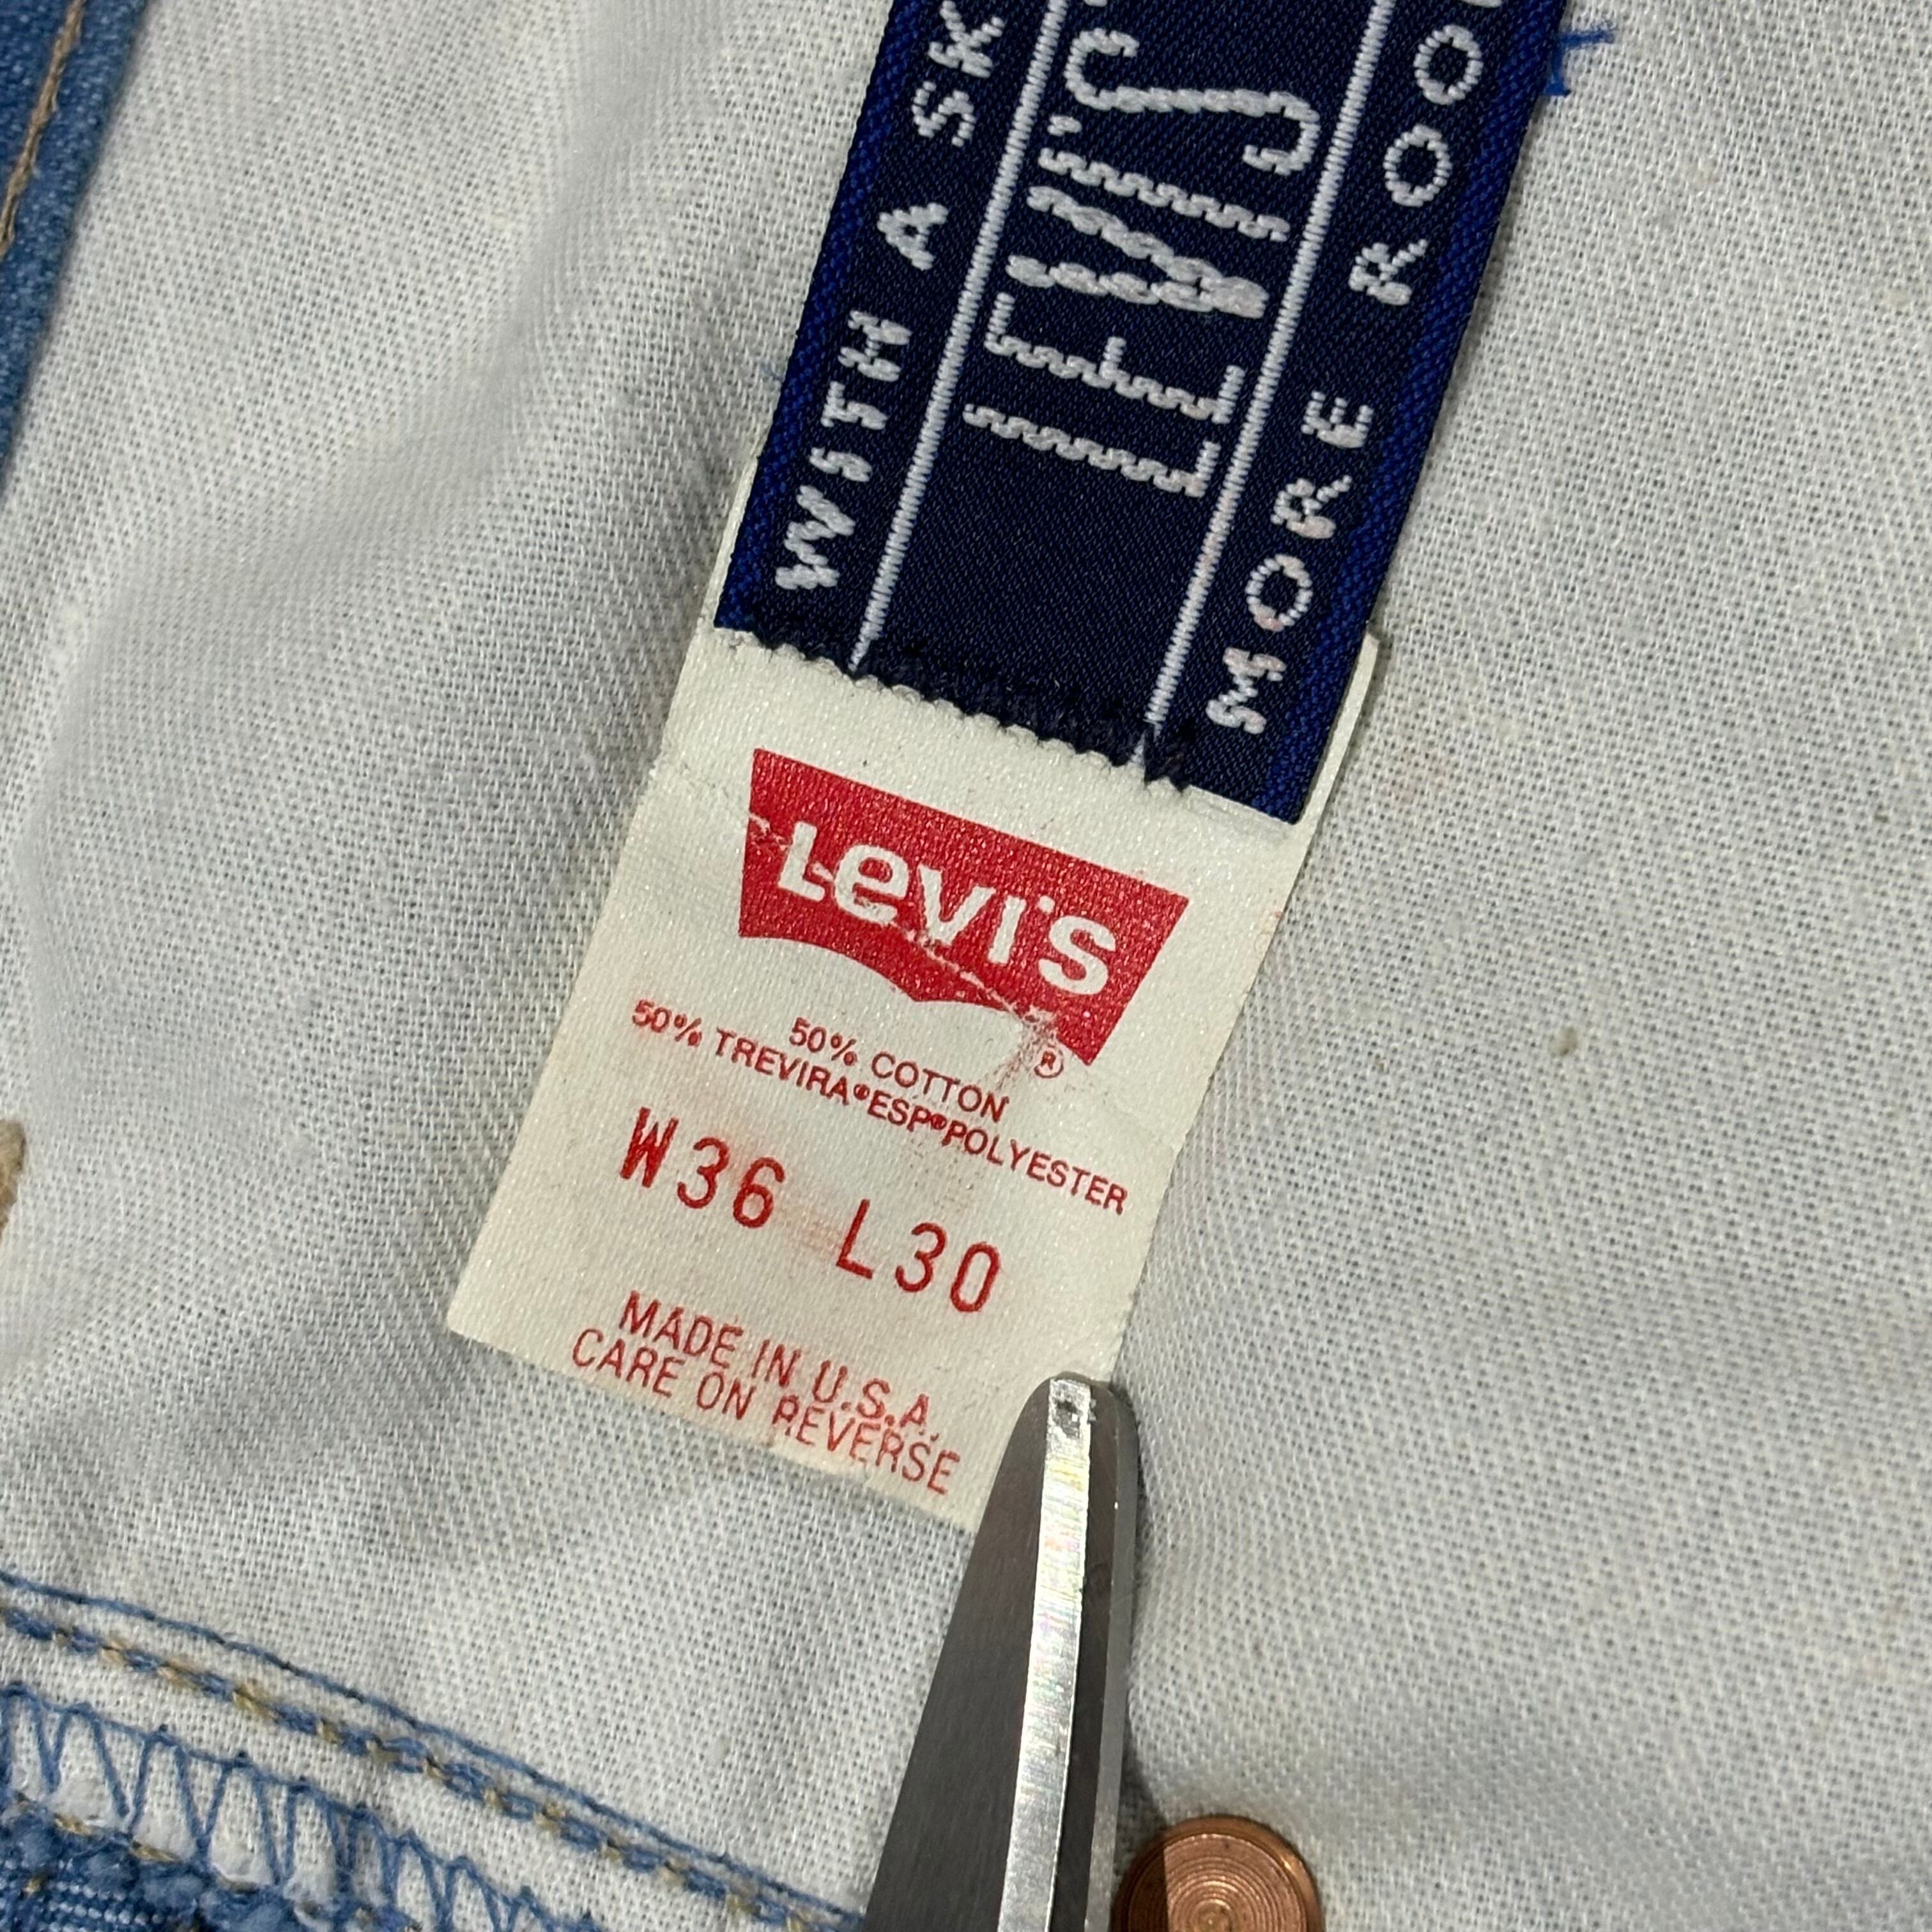 WITH A SK
LEVI'S
MORE ROO
Levi's
®
50% COTTON
50% TREVIRA® ESP® POLYESTER
W36 L30
MADE IN U.S.A.
CARE ON REVERSE